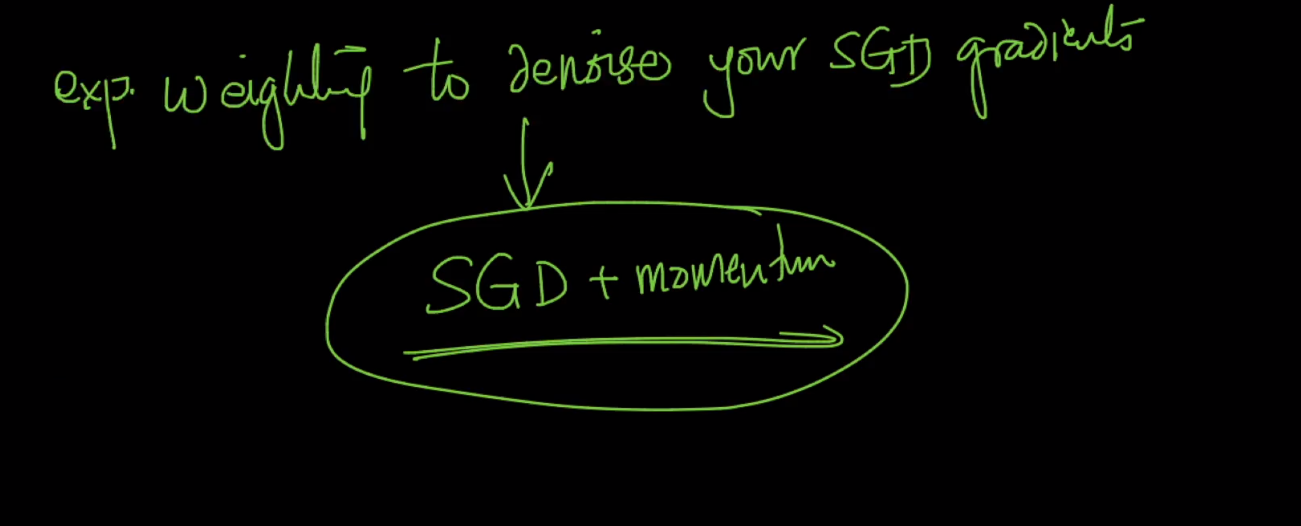 exp. weighting to denoise your SGD gradients
SGD + momentum